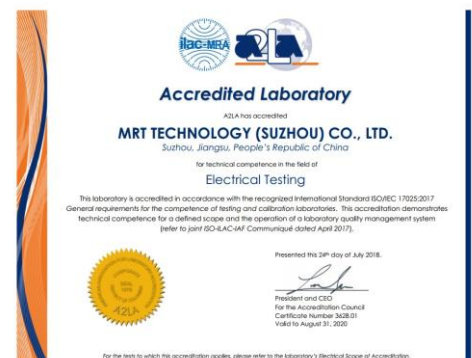 ilac-MRA
A2LA
Accredited Laboratory
A2LA has accredited
MRT TECHNOLOGY (SUZHOU) CO., LTD.
Suzhou, Jiangsu, People's Republic of China
for technical competence in the field of
Electrical Testing
This laboratory is accredited in accordance with the recognized International Standard ISO/IEC 17025:2017
General requirements for the competence of testing and calibration laboratories. This accreditation demonstrates
technical competence for a defined scope and the operation of a laboratory quality management system
(refer to joint ISO-ILAC-IAF Communiqué dated April 2017).
Presented this 24th day of July 2018.
President and CEO
For the Accreditation Council
Certificate Number 3628.01
Valid to August 31, 2020
SEAL
1978
A2LA
For the tests to which this accreditation applies, please refer to the laboratory's Electrical Scope of Accreditation.